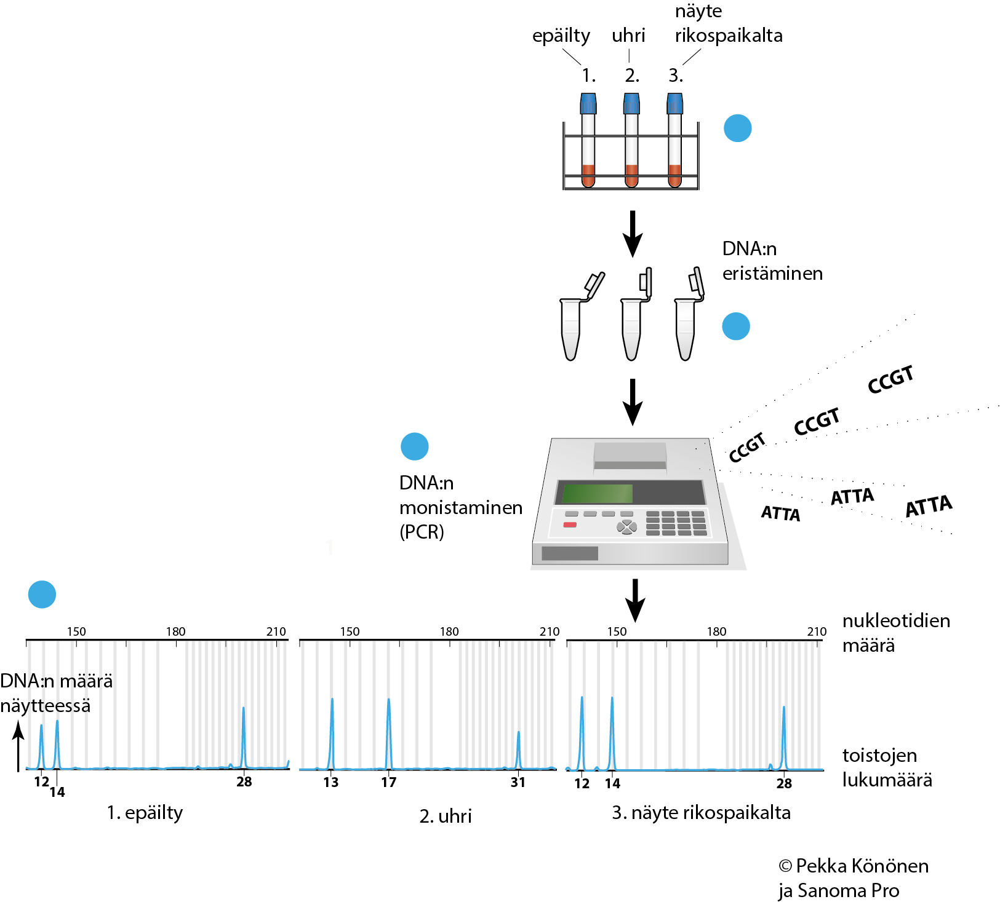 näyte
epäilty uhri rikospaikalta
1. 2. 3.
DNA:n
eristäminen
CCGT
CCGT
CCGT
ATTA
ATTA
ATTA
DNA:n
monistaminen
(PCR)
150 180 210 150 180 210 150 180 210
nukleotidien
määrä
DNA:n määrä
näytteessä
12 14 28 13 17 31 12 14 28
toistojen
lukumäärä
1. epäilty 2. uhri 3. näyte rikospaikalta
© Pekka Könönen
ja Sanoma Pro